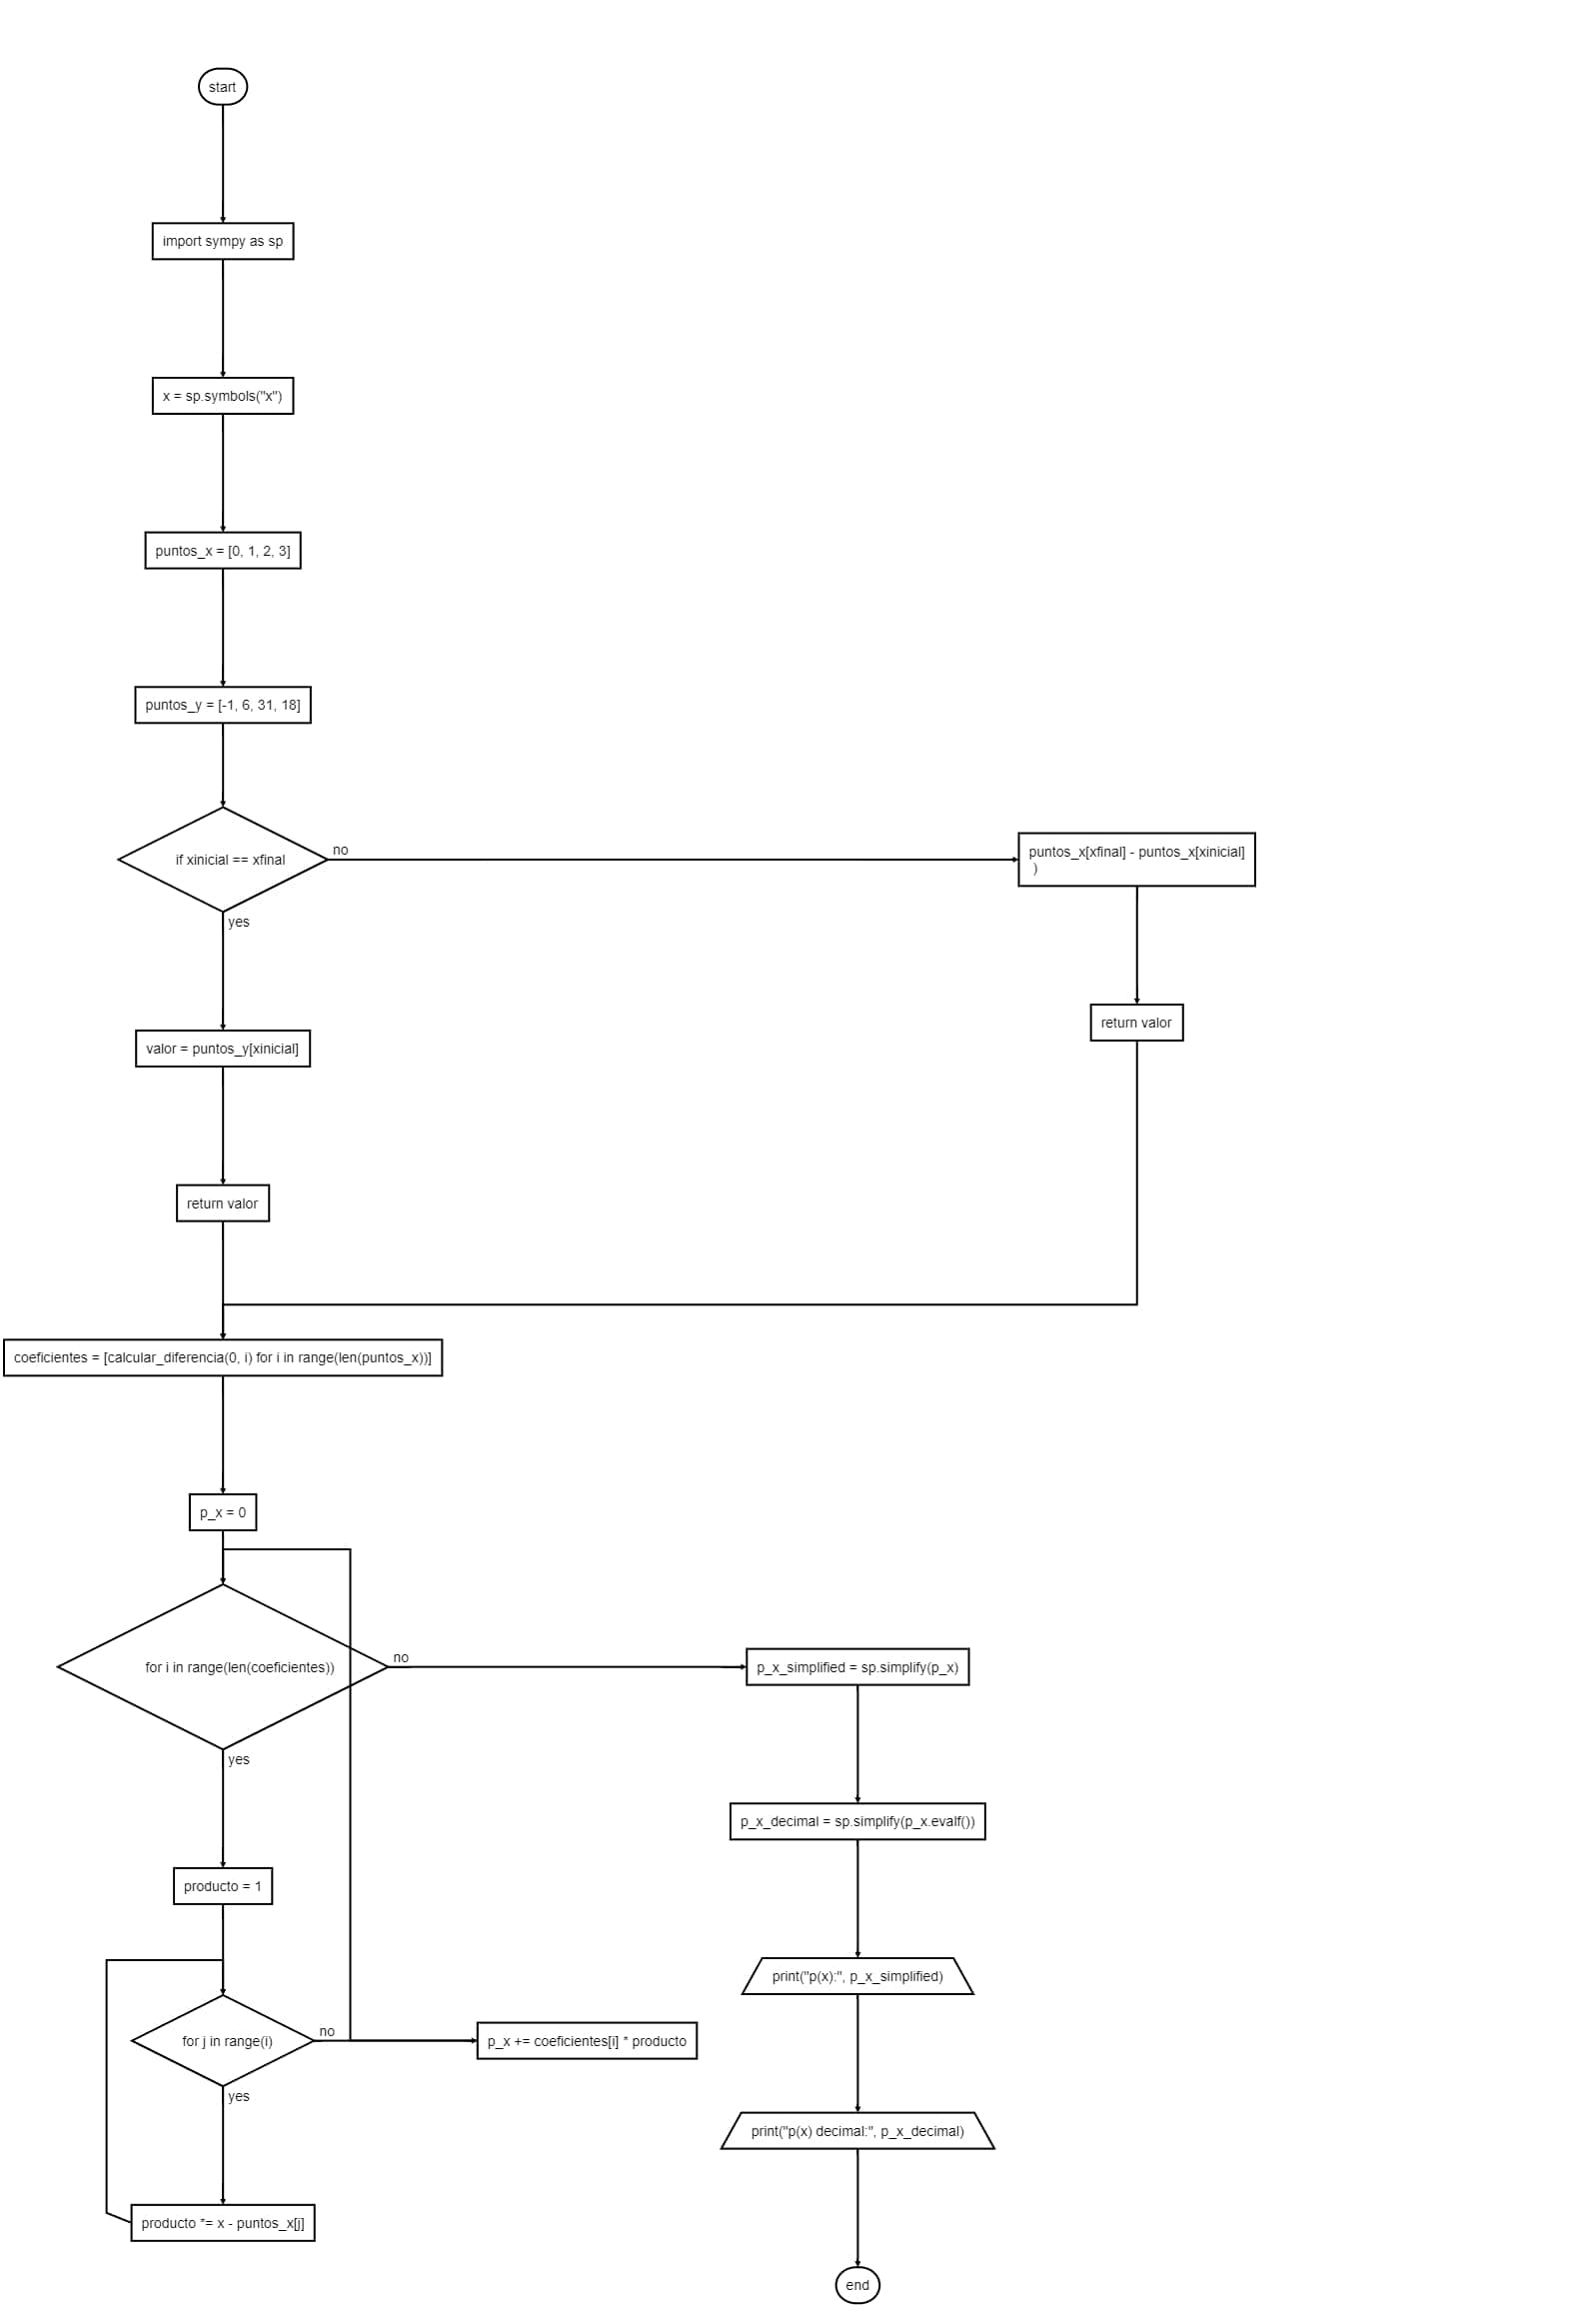 start
import sympy as sp
x = sp.symbols("x")
puntos_x = [0, 1, 2, 3]
puntos_y = [-1, 6, 31, 18]
if xinicial == xfinal
no
yes
puntos_x[xfinal] - puntos_x[xinicial]
)
return valor
valor = puntos_y[xinicial]
return valor
coeficientes = [calcular_diferencia(0, i) for i in range(len(puntos_x))]
p_x = 0
for i in range(len(coeficientes))
no
yes
p_x_simplified = sp.simplify(p_x)
p_x_decimal = sp.simplify(p_x.evalf())
producto = 1
print("p(x):", p_x_simplified)
for j in range(i)
no
yes
p_x += coeficientes[i] * producto
print("p(x) decimal:", p_x_decimal)
producto *= x - puntos_x[j]
end